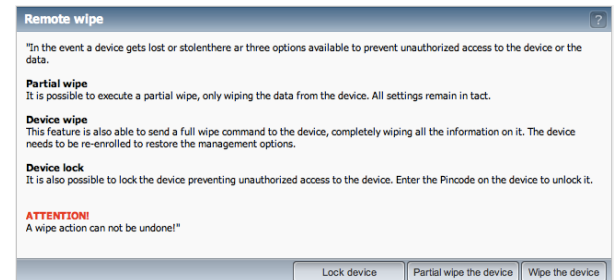 Remote wipe
?
"In the event a device gets lost or stolenthere ar three options available to prevent unauthorized access to the device or the
data.
Partial wipe
It is possible to execute a partial wipe, only wiping the data from the device. All settings remain in tact.
Device wipe
This feature is also able to send a full wipe command to the device, completely wiping all the information on it. The device
needs to be re-enrolled to restore the management options.
Device lock
It is also possible to lock the device preventing unauthorized access to the device. Enter the Pincode on the device to unlock it.
ATTENTION!
A wipe action can not be undone!"
Lock device
Partial wipe the device
Wipe the device